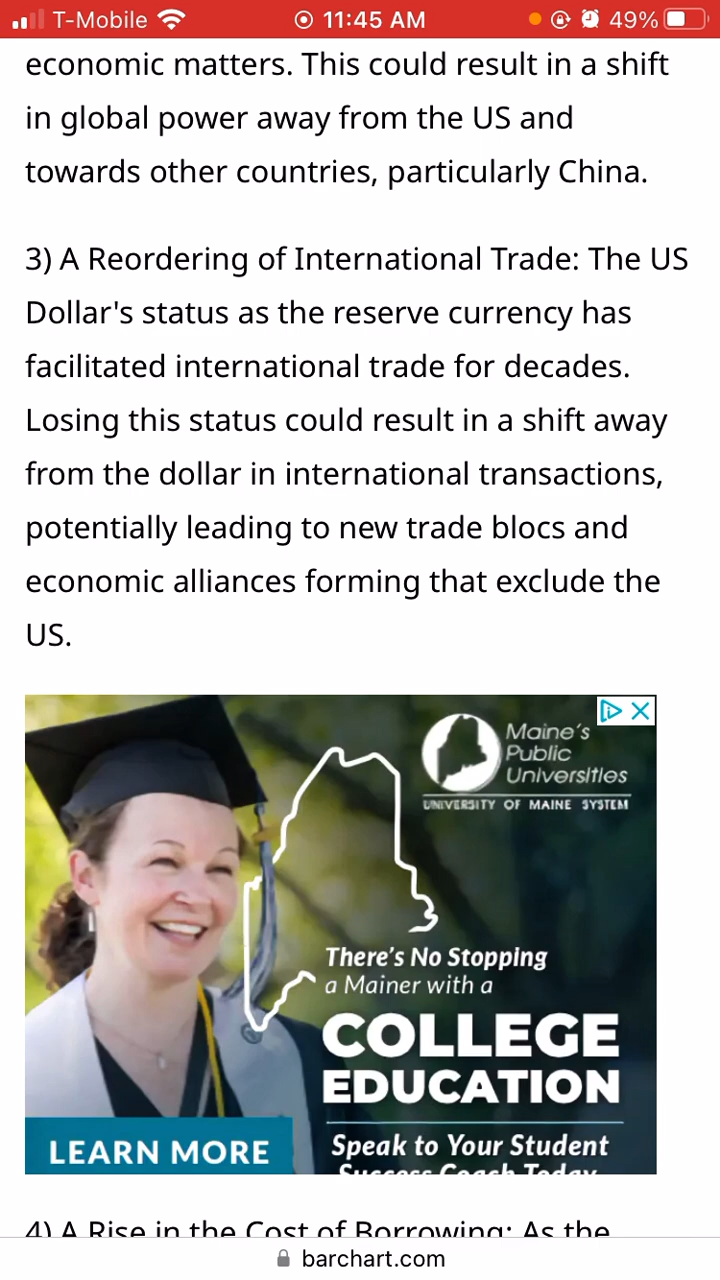 T-Mobile 11:45 AM 49%
economic matters. This could result in a shift
in global power away from the US and
towards other countries, particularly China.
3) A Reordering of International Trade: The US
Dollar's status as the reserve currency has
facilitated international trade for decades.
Losing this status could result in a shift away
from the dollar in international transactions,
potentially leading to new trade blocs and
economic alliances forming that exclude the
US.
Maine's
Public
Universities
UNIVERSITY OF MAINE SYSTEM
There's No Stopping
a Mainer with a
COLLEGE
EDUCATION
LEARN MORE
Speak to Your Student
Success Coach Today
4) A Rise in the Cost of Borrowing: As the
barchart.com